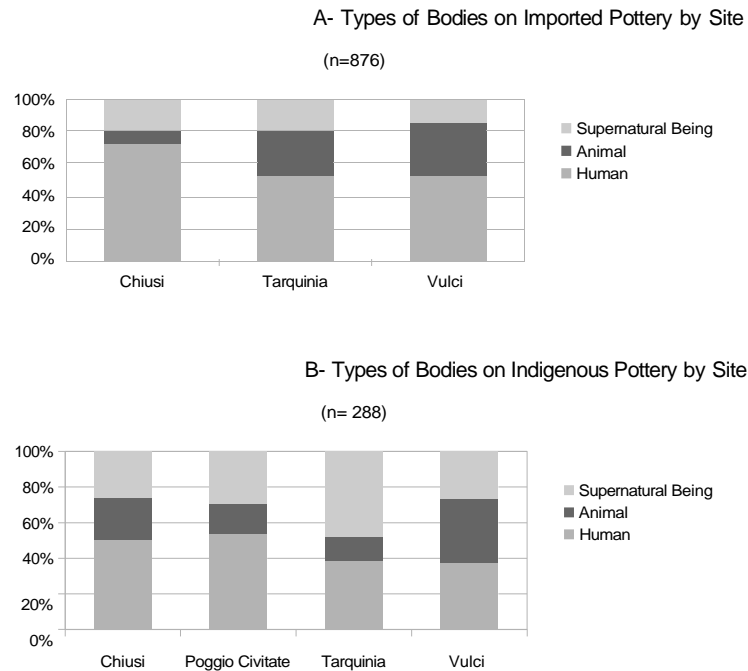 A- Types of Bodies on Imported Pottery by Site
(n=876)
100%
80%
60%
40%
20%
0%
Chiusi Tarquinia Vulci
Supernatural Being
Animal
Human
B- Types of Bodies on Indigenous Pottery by Site
(n= 288)
100%
80%
60%
40%
20%
0%
Chiusi Poggio Civitate Tarquinia Vulci
Supernatural Being
Animal
Human